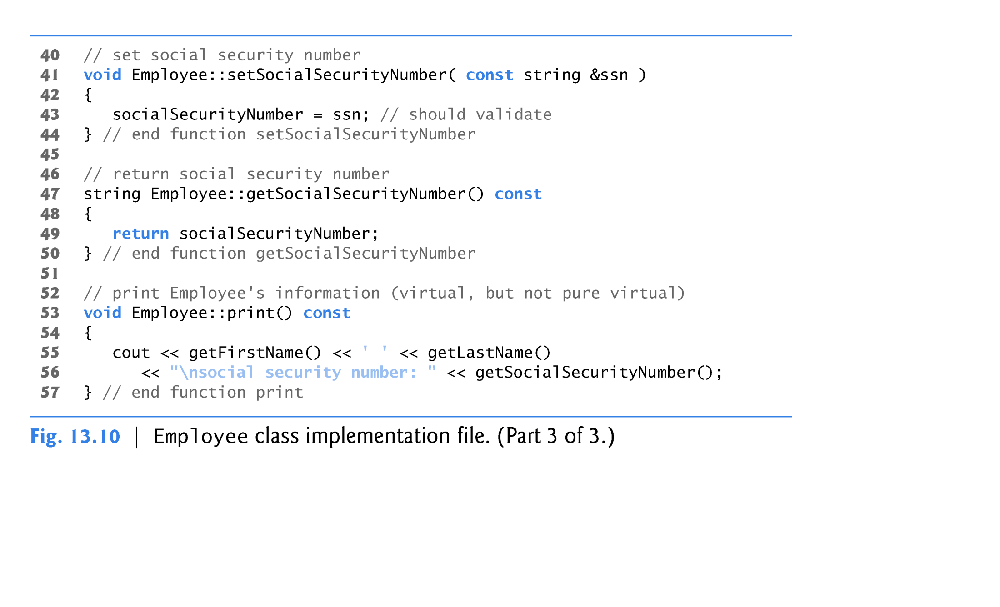 40 // set social security number
41 void Employee::setSocialSecurityNumber( const string &ssn )
42 {
43    socialSecurityNumber = ssn; // should validate
44 } // end function setSocialSecurityNumber
45
46 // return social security number
47 string Employee::getSocialSecurityNumber() const
48 {
49    return socialSecurityNumber;
50 } // end function getSocialSecurityNumber
51
52 // print Employee's information (virtual, but not pure virtual)
53 void Employee::print() const
54 {
55    cout << getFirstName() << ' ' << getLastName()
56       << "\nsocial security number: " << getSocialSecurityNumber();
57 } // end function print
Fig. 13.10 | Employee class implementation file. (Part 3 of 3.)